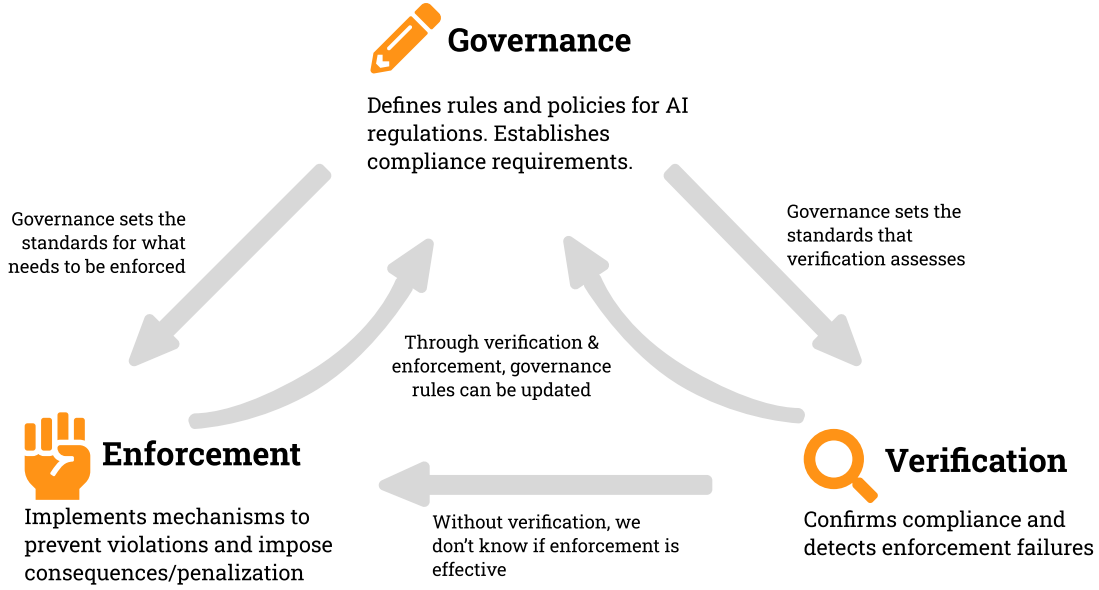 Governance
Defines rules and policies for AI
regulations. Establishes
compliance requirements.
Governance sets the
standards for what
needs to be enforced
Governance sets the
standards that
verification assesses
Through verification &
enforcement, governance
rules can be updated
Enforcement
Implements mechanisms to
prevent violations and impose
consequences/penalization
Without verification, we
don’t know if enforcement is
effective
Verification
Confirms compliance and
detects enforcement failures